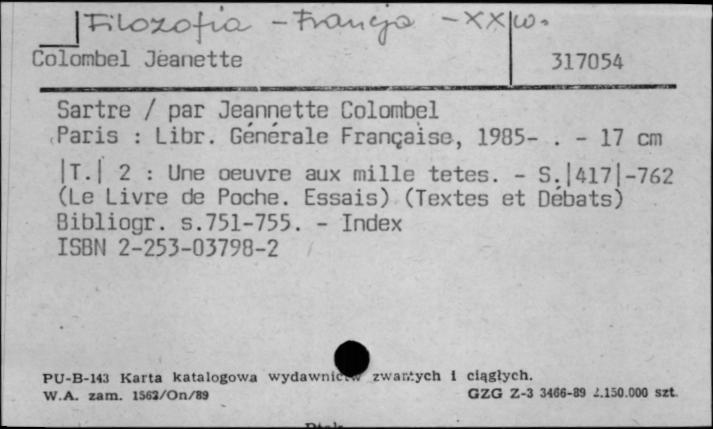 Filozofia - Francja - XX w.
Colombel Jeanette 317054
Sartre / par Jeannette Colombel
Paris : Libr. Générale Française, 1985- . - 17 cm
|T.| 2 : Une oeuvre aux mille tetes. - S.|417|-762
(Le Livre de Poche. Essais) (Textes et Débats)
Bibliogr. s.751-755. - Index
ISBN 2-253-03798-2
PU-B-143 Karta katalogowa wydawnictw zwartych i ciągłych.
W.A. zam. 1563/On/89 GZG Z-3 3466-89 2.150.000 szt.